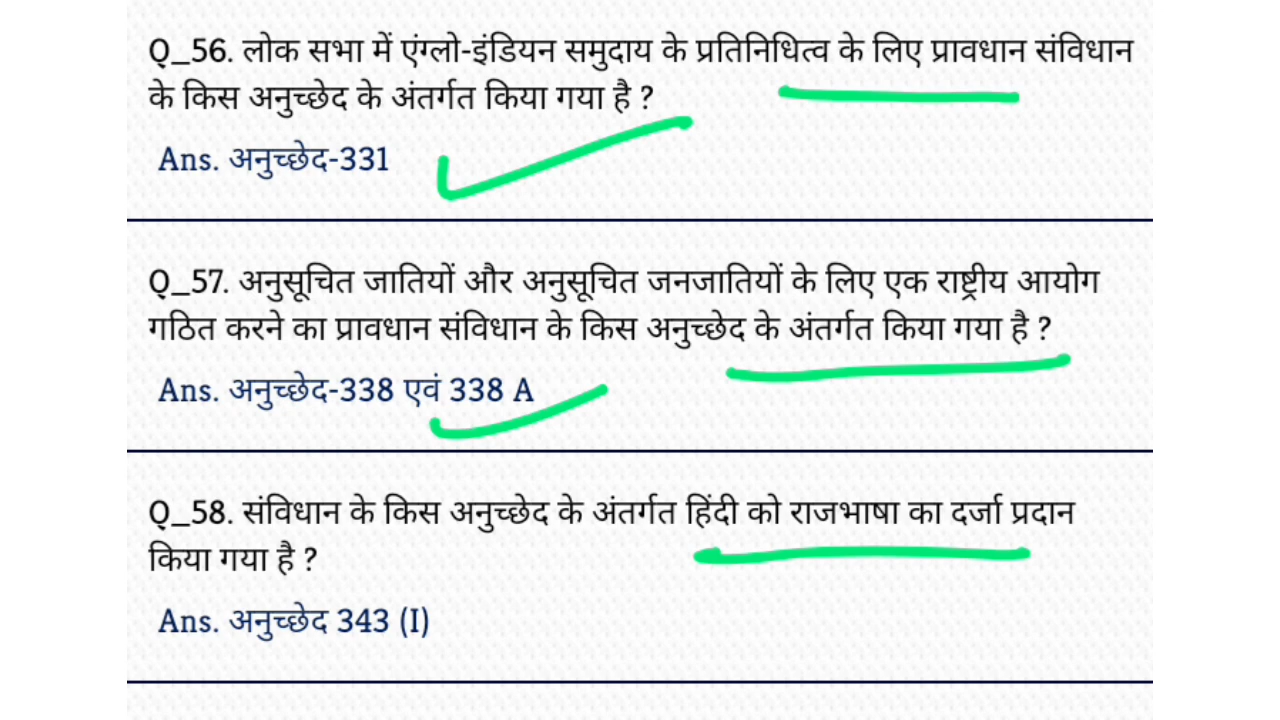 Q_56. लोक सभा में एंग्लो-इंडियन समुदाय के प्रतिनिधित्व के लिए प्रावधान संविधान
के किस अनुच्छेद के अंतर्गत किया गया है ?
Ans. अनुच्छेद-331
Q_57. अनुसूचित जातियों और अनुसूचित जनजातियों के लिए एक राष्ट्रीय आयोग
गठित करने का प्रावधान संविधान के किस अनुच्छेद के अंतर्गत किया गया है ?
Ans. अनुच्छेद-338 एवं 338 A
Q_58. संविधान के किस अनुच्छेद के अंतर्गत हिंदी को राजभाषा का दर्जा प्रदान
किया गया है ?
Ans. अनुच्छेद 343 (I)